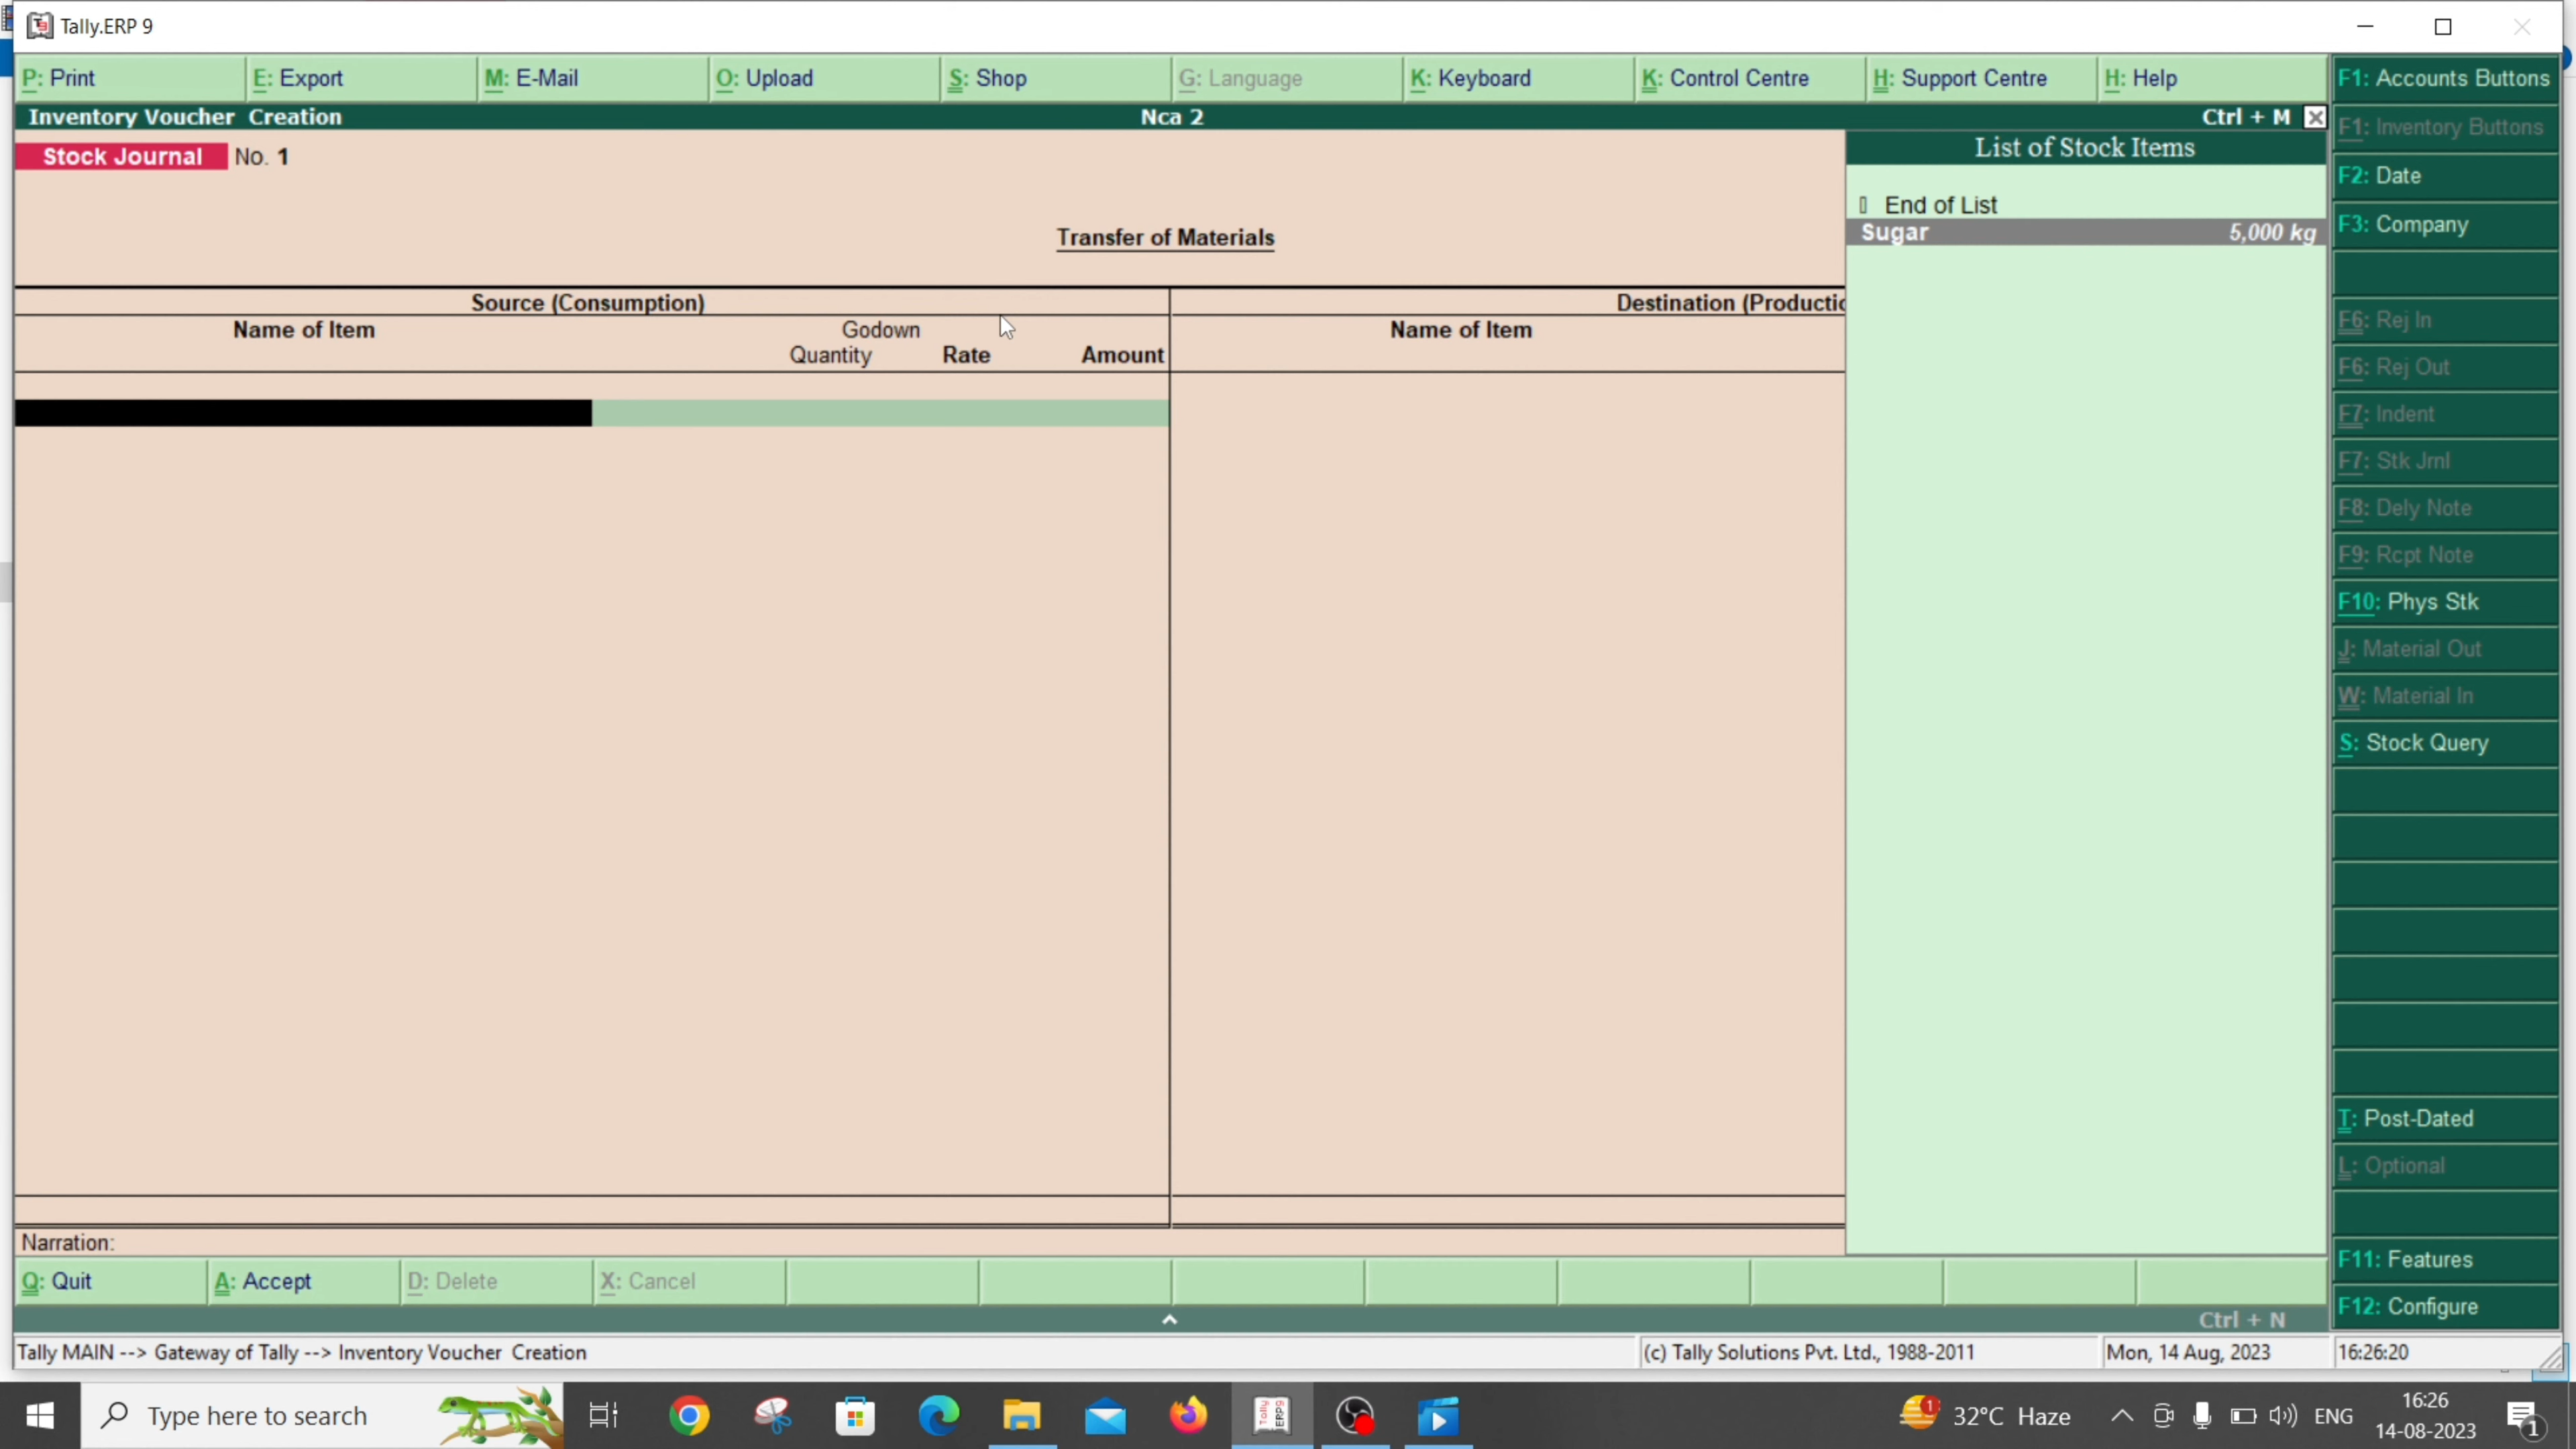 Tally.ERP 9
P: Print E: Export M: E-Mail O: Upload S: Shop G: Language K: Keyboard K: Control Centre H: Support Centre H: Help
Inventory Voucher Creation Nca 2 Ctrl + M
Stock Journal No. 1
Transfer of Materials
Source (Consumption) Destination (Productio
Name of Item Godown Name of Item
Quantity Rate Amount
List of Stock Items
End of List
Sugar 5,000 kg
Narration:
Q: Quit A: Accept D: Delete X: Cancel
Ctrl + N
F1: Accounts Buttons
F1: Inventory Buttons
F2: Date
F3: Company
F6: Rej In
F6: Rej Out
F7: Indent
F7: Stk Jrnl
F8: Dely Note
F9: Rcpt Note
F10: Phys Stk
J: Material Out
W: Material In
S: Stock Query
T: Post-Dated
L: Optional
F11: Features
F12: Configure
Tally MAIN --> Gateway of Tally --> Inventory Voucher Creation (c) Tally Solutions Pvt. Ltd., 1988-2011 Mon, 14 Aug, 2023 16:26:20
Type here to search
Tally ERP9
1
32°C Haze
ENG
16:26
14-08-2023
1